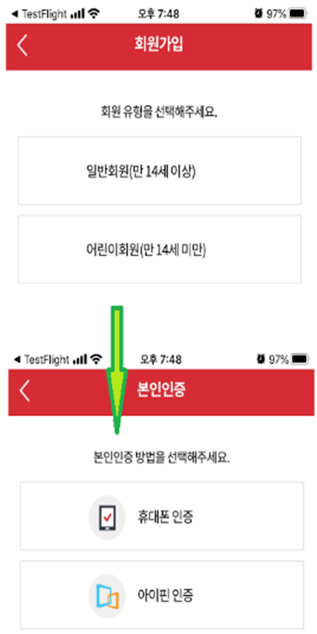 TestFlight 오후 7:48 97%
회원가입
회원 유형을 선택해주세요.
일반회원(만 14세 이상)
어린이회원(만 14세 미만)
TestFlight 오후 7:48 97%
본인인증
본인인증 방법을 선택해주세요.
휴대폰 인증
아이핀 인증